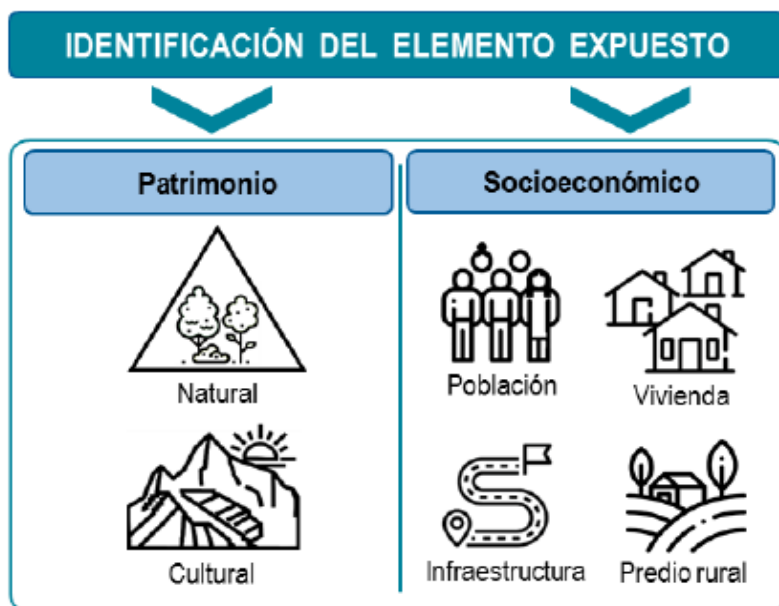 IDENTIFICACIÓN DEL ELEMENTO EXPUESTO
Patrimonio
Natural
Cultural
Socioeconómico
Población
Vivienda
Infraestructura
Predio rural